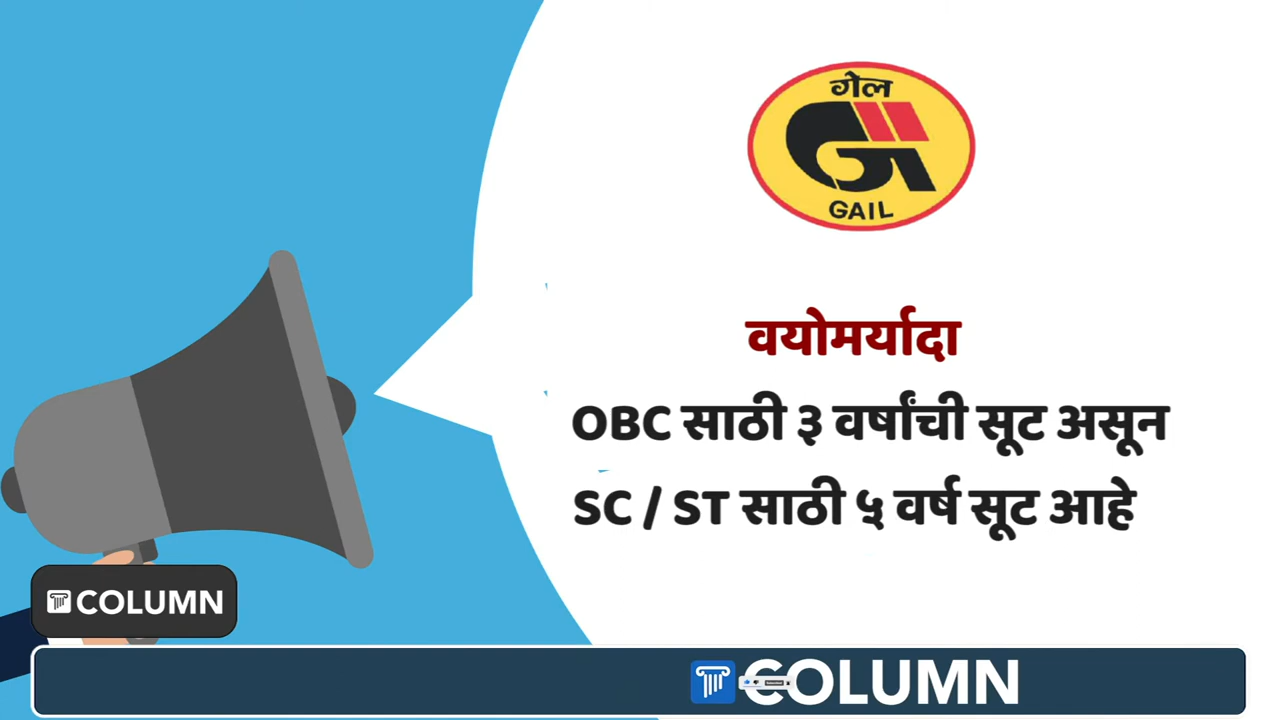 गेल
GAIL
वयोमर्यादा
OBC साठी ३ वर्षांची सूट असून
SC / ST साठी ५ वर्ष सूट आहे
COLUMN
COLUMN